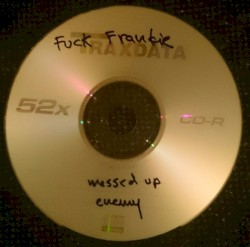 Fuck Frankie
TRAXDATA
52x
CD-R
messed up
enemy